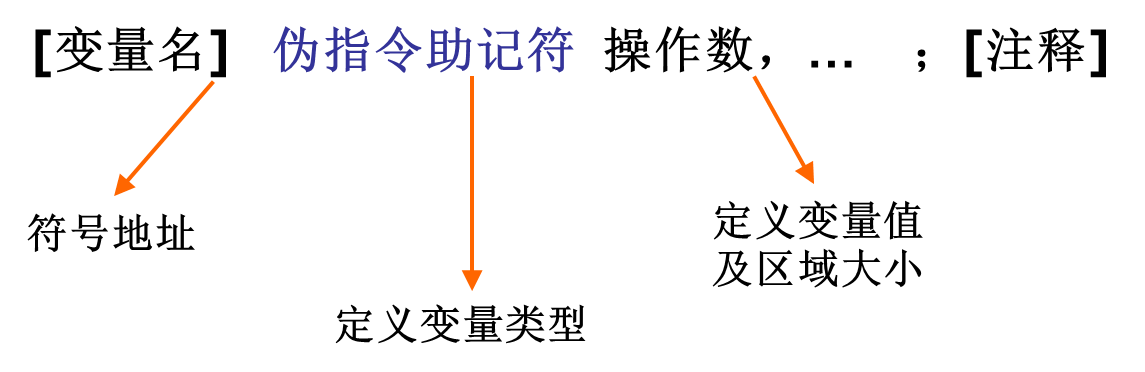 [变量名] 伪指令助记符 操作数，… ；[注释]
符号地址
定义变量值
及区域大小
定义变量类型